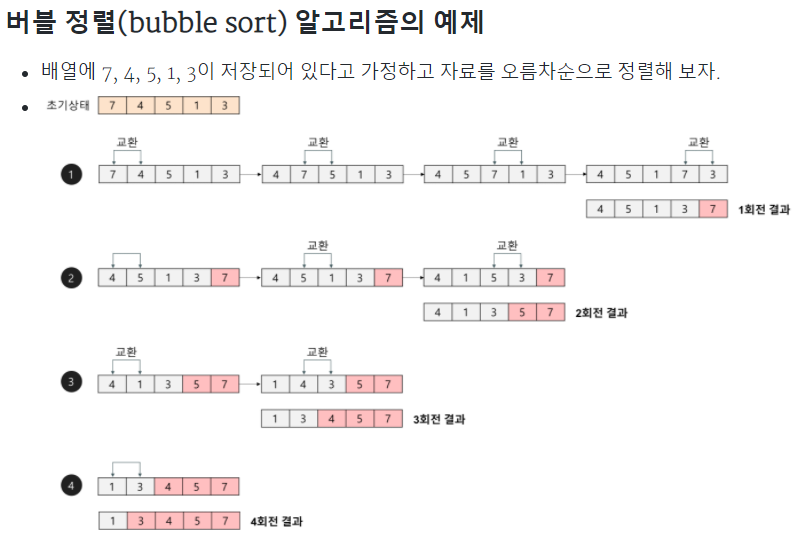 버블 정렬(bubble sort) 알고리즘의 예제
배열에 7, 4, 5, 1, 3이 저장되어 있다고 가정하고 자료를 오름차순으로 정렬해 보자.
초기상태 7 4 5 1 3
교환 교환 교환 교환
1 7 4 5 1 3 4 7 5 1 3 4 5 7 1 3 4 5 1 7 3
4 5 1 3 7 1회전 결과
교환 교환
2 4 5 1 3 7 4 5 1 3 7 4 1 5 3 7
4 1 3 5 7 2회전 결과
교환 교환
3 4 1 3 5 7 1 4 3 5 7
1 3 4 5 7 3회전 결과
4 1 3 4 5 7
1 3 4 5 7 4회전 결과